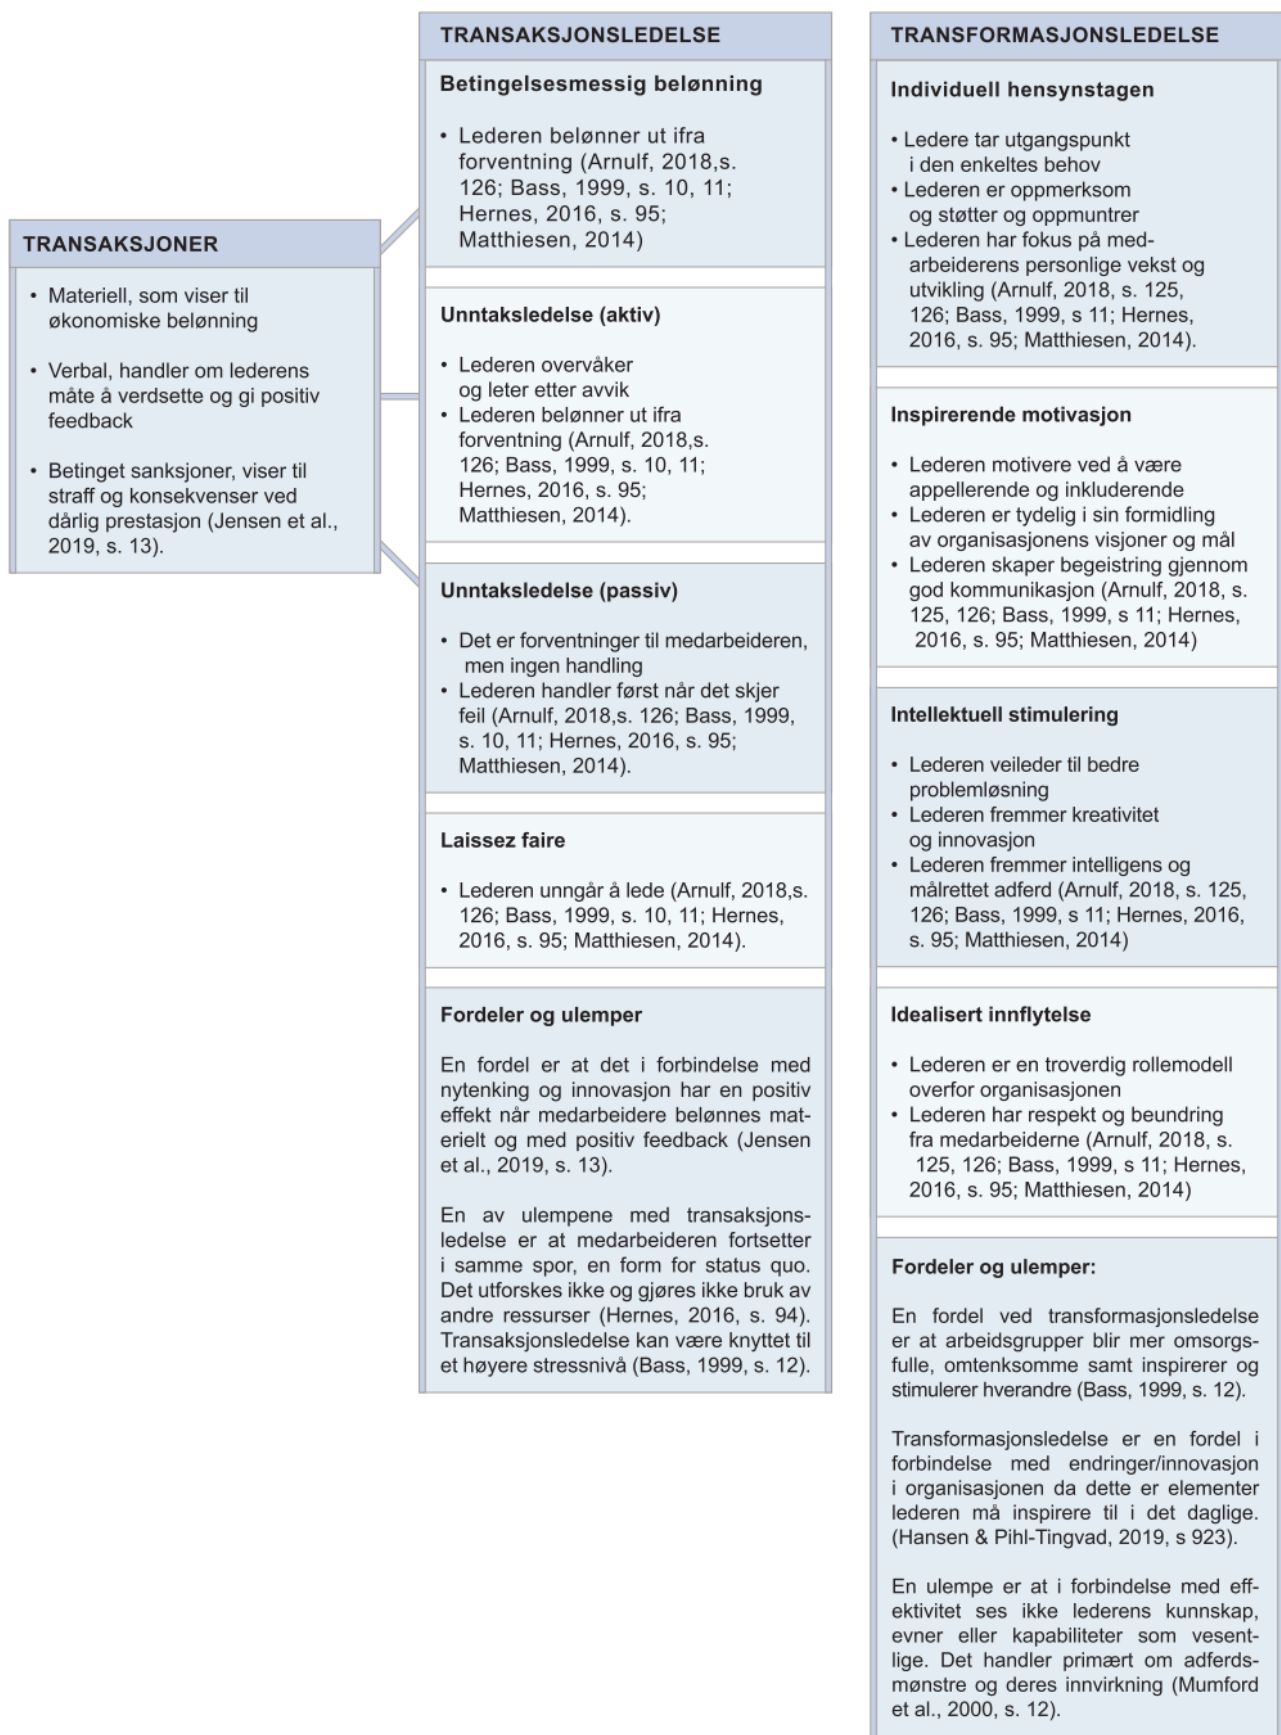 TRANSAKSJONER
• Materiell, som viser til
økonomiske belønning
• Verbal, handler om lederens
måte å verdsette og gi positiv
feedback
• Betinget sanksjoner, viser til
straff og konsekvenser ved
dårlig prestasjon (Jensen et al.,
2019, s. 13).
TRANSAKSJONSLEDELSE
Betingelsesmessig belønning
• Lederen belønner ut ifra
forventning (Arnulf, 2018,s.
126; Bass, 1999, s. 10, 11;
Hernes, 2016, s. 95;
Matthiesen, 2014)
Unntaksledelse (aktiv)
• Lederen overvåker
og leter etter avvik
• Lederen belønner ut ifra
forventning (Arnulf, 2018,s.
126; Bass, 1999, s. 10, 11;
Hernes, 2016, s. 95;
Matthiesen, 2014).
Unntaksledelse (passiv)
• Det er forventninger til medarbeideren,
men ingen handling
• Lederen handler først når det skjer
feil (Arnulf, 2018,s. 126; Bass, 1999,
s. 10, 11; Hernes, 2016, s. 95;
Matthiesen, 2014).
Laissez faire
• Lederen unngår å lede (Arnulf, 2018,s.
126; Bass, 1999, s. 10, 11; Hernes,
2016, s. 95; Matthiesen, 2014).
Fordeler og ulemper
En fordel er at det i forbindelse med
nytenking og innovasjon har en positiv
effekt når medarbeidere belønnes mat-
erielt og med positiv feedback (Jensen
et al., 2019, s. 13).
En av ulempene med transaksjons-
ledelse er at medarbeideren fortsetter
i samme spor, en form for status quo.
Det utforskes ikke og gjøres ikke bruk av
andre ressurser (Hernes, 2016, s. 94).
Transaksjonsledelse kan være knyttet til
et høyere stressnivå (Bass, 1999, s. 12).
TRANSFORMASJONSLEDELSE
Individuell hensynstagen
• Ledere tar utgangspunkt
i den enkeltes behov
• Lederen er oppmerksom
og støtter og oppmuntrer
• Lederen har fokus på med-
arbeiderens personlige vekst og
utvikling (Arnulf, 2018, s. 125,
126; Bass, 1999, s 11; Hernes,
2016, s. 95; Matthiesen, 2014).
Inspirerende motivasjon
• Lederen motivere ved å være
appellerende og inkluderende
• Lederen er tydelig i sin formidling
av organisasjonens visjoner og mål
• Lederen skaper begeistring gjennom
god kommunikasjon (Arnulf, 2018, s.
125, 126; Bass, 1999, s 11; Hernes,
2016, s. 95; Matthiesen, 2014)
Intellektuell stimulering
• Lederen veileder til bedre
problemløsning
• Lederen fremmer kreativitet
og innovasjon
• Lederen fremmer intelligens og
målrettet adferd (Arnulf, 2018, s. 125,
126; Bass, 1999, s 11; Hernes, 2016,
s. 95; Matthiesen, 2014)
Idealisert innflytelse
• Lederen er en troverdig rollemodell
overfor organisasjonen
• Lederen har respekt og beundring
fra medarbeiderne (Arnulf, 2018, s.
125, 126; Bass, 1999, s 11; Hernes,
2016, s. 95; Matthiesen, 2014)
Fordeler og ulemper:
En fordel ved transformasjonsledelse
er at arbeidsgrupper blir mer omsorgs-
fulle, omtenksomme samt inspirerer og
stimulerer hverandre (Bass, 1999, s. 12).
Transformasjonsledelse er en fordel i
forbindelse med endringer/innovasjon
i organisasjonen da dette er elementer
lederen må inspirere til i det daglige.
(Hansen & Pihl-Tingvad, 2019, s 923).
En ulempe er at i forbindelse med eff-
ektivitet ses ikke lederens kunnskap,
evner eller kapabiliteter som vesent-
lige. Det handler primært om adferds-
mønstre og deres innvirkning (Mumford
et al., 2000, s. 12).